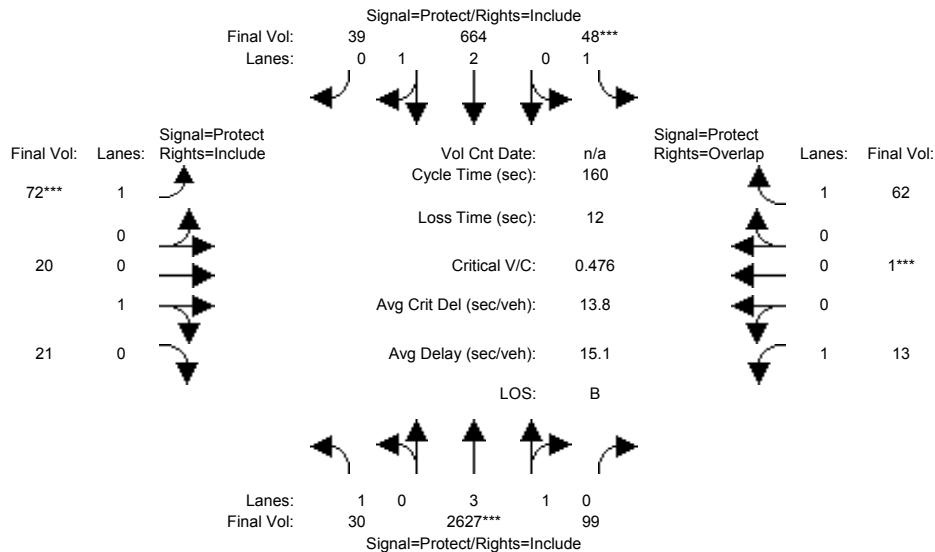 Signal=Protect/Rights=Include
Final Vol: 39 664 48***
Lanes: 0 1 2 0 1
Signal=Protect
Final Vol: Lanes: Rights=Include
Vol Cnt Date: n/a
Signal=Protect
Rights=Overlap Lanes: Final Vol:
Cycle Time (sec): 160
72*** 1
1 62
Loss Time (sec): 12
0
0
20 0
Critical V/C: 0.476
0 1***
1
Avg Crit Del (sec/veh): 13.8
0
21 0
Avg Delay (sec/veh): 15.1
1 13
LOS: B
Lanes: 1 0 3 1 0
Final Vol: 30 2627*** 99
Signal=Protect/Rights=Include